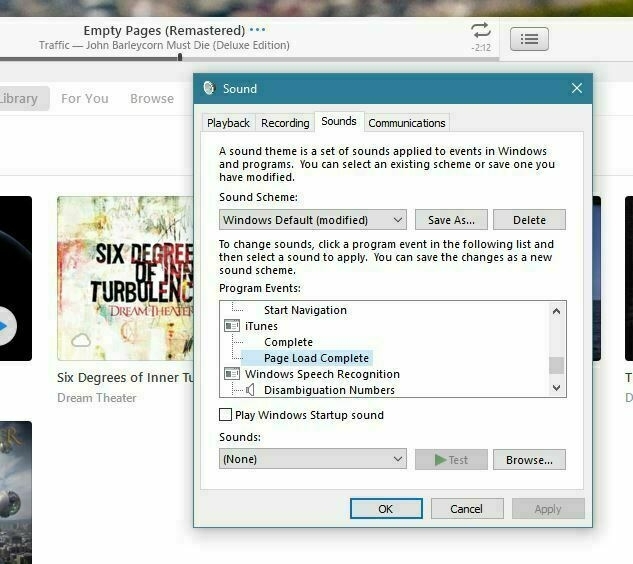 Empty Pages (Remastered) •••
Traffic — John Barleycorn Must Die (Deluxe Edition)
-2:12
Library
For You
Browse
Sound
Playback
Recording
Sounds
Communications
A sound theme is a set of sounds applied to events in Windows
and programs. You can select an existing scheme or save one you
have modified.
Sound Scheme:
Windows Default (modified)
Save As...
Delete
To change sounds, click a program event in the following list and
then select a sound to apply. You can save the changes as a new
sound scheme.
Program Events:
Start Navigation
iTunes
Complete
Page Load Complete
Windows Speech Recognition
Disambiguation Numbers
Play Windows Startup sound
Sounds:
(None)
Test
Browse...
OK
Cancel
Apply
SIX DEGREE
OF IN
TURBULENC
DREAM THEATER
Six Degrees of Inner Tu
Dream Theater
T
D
R